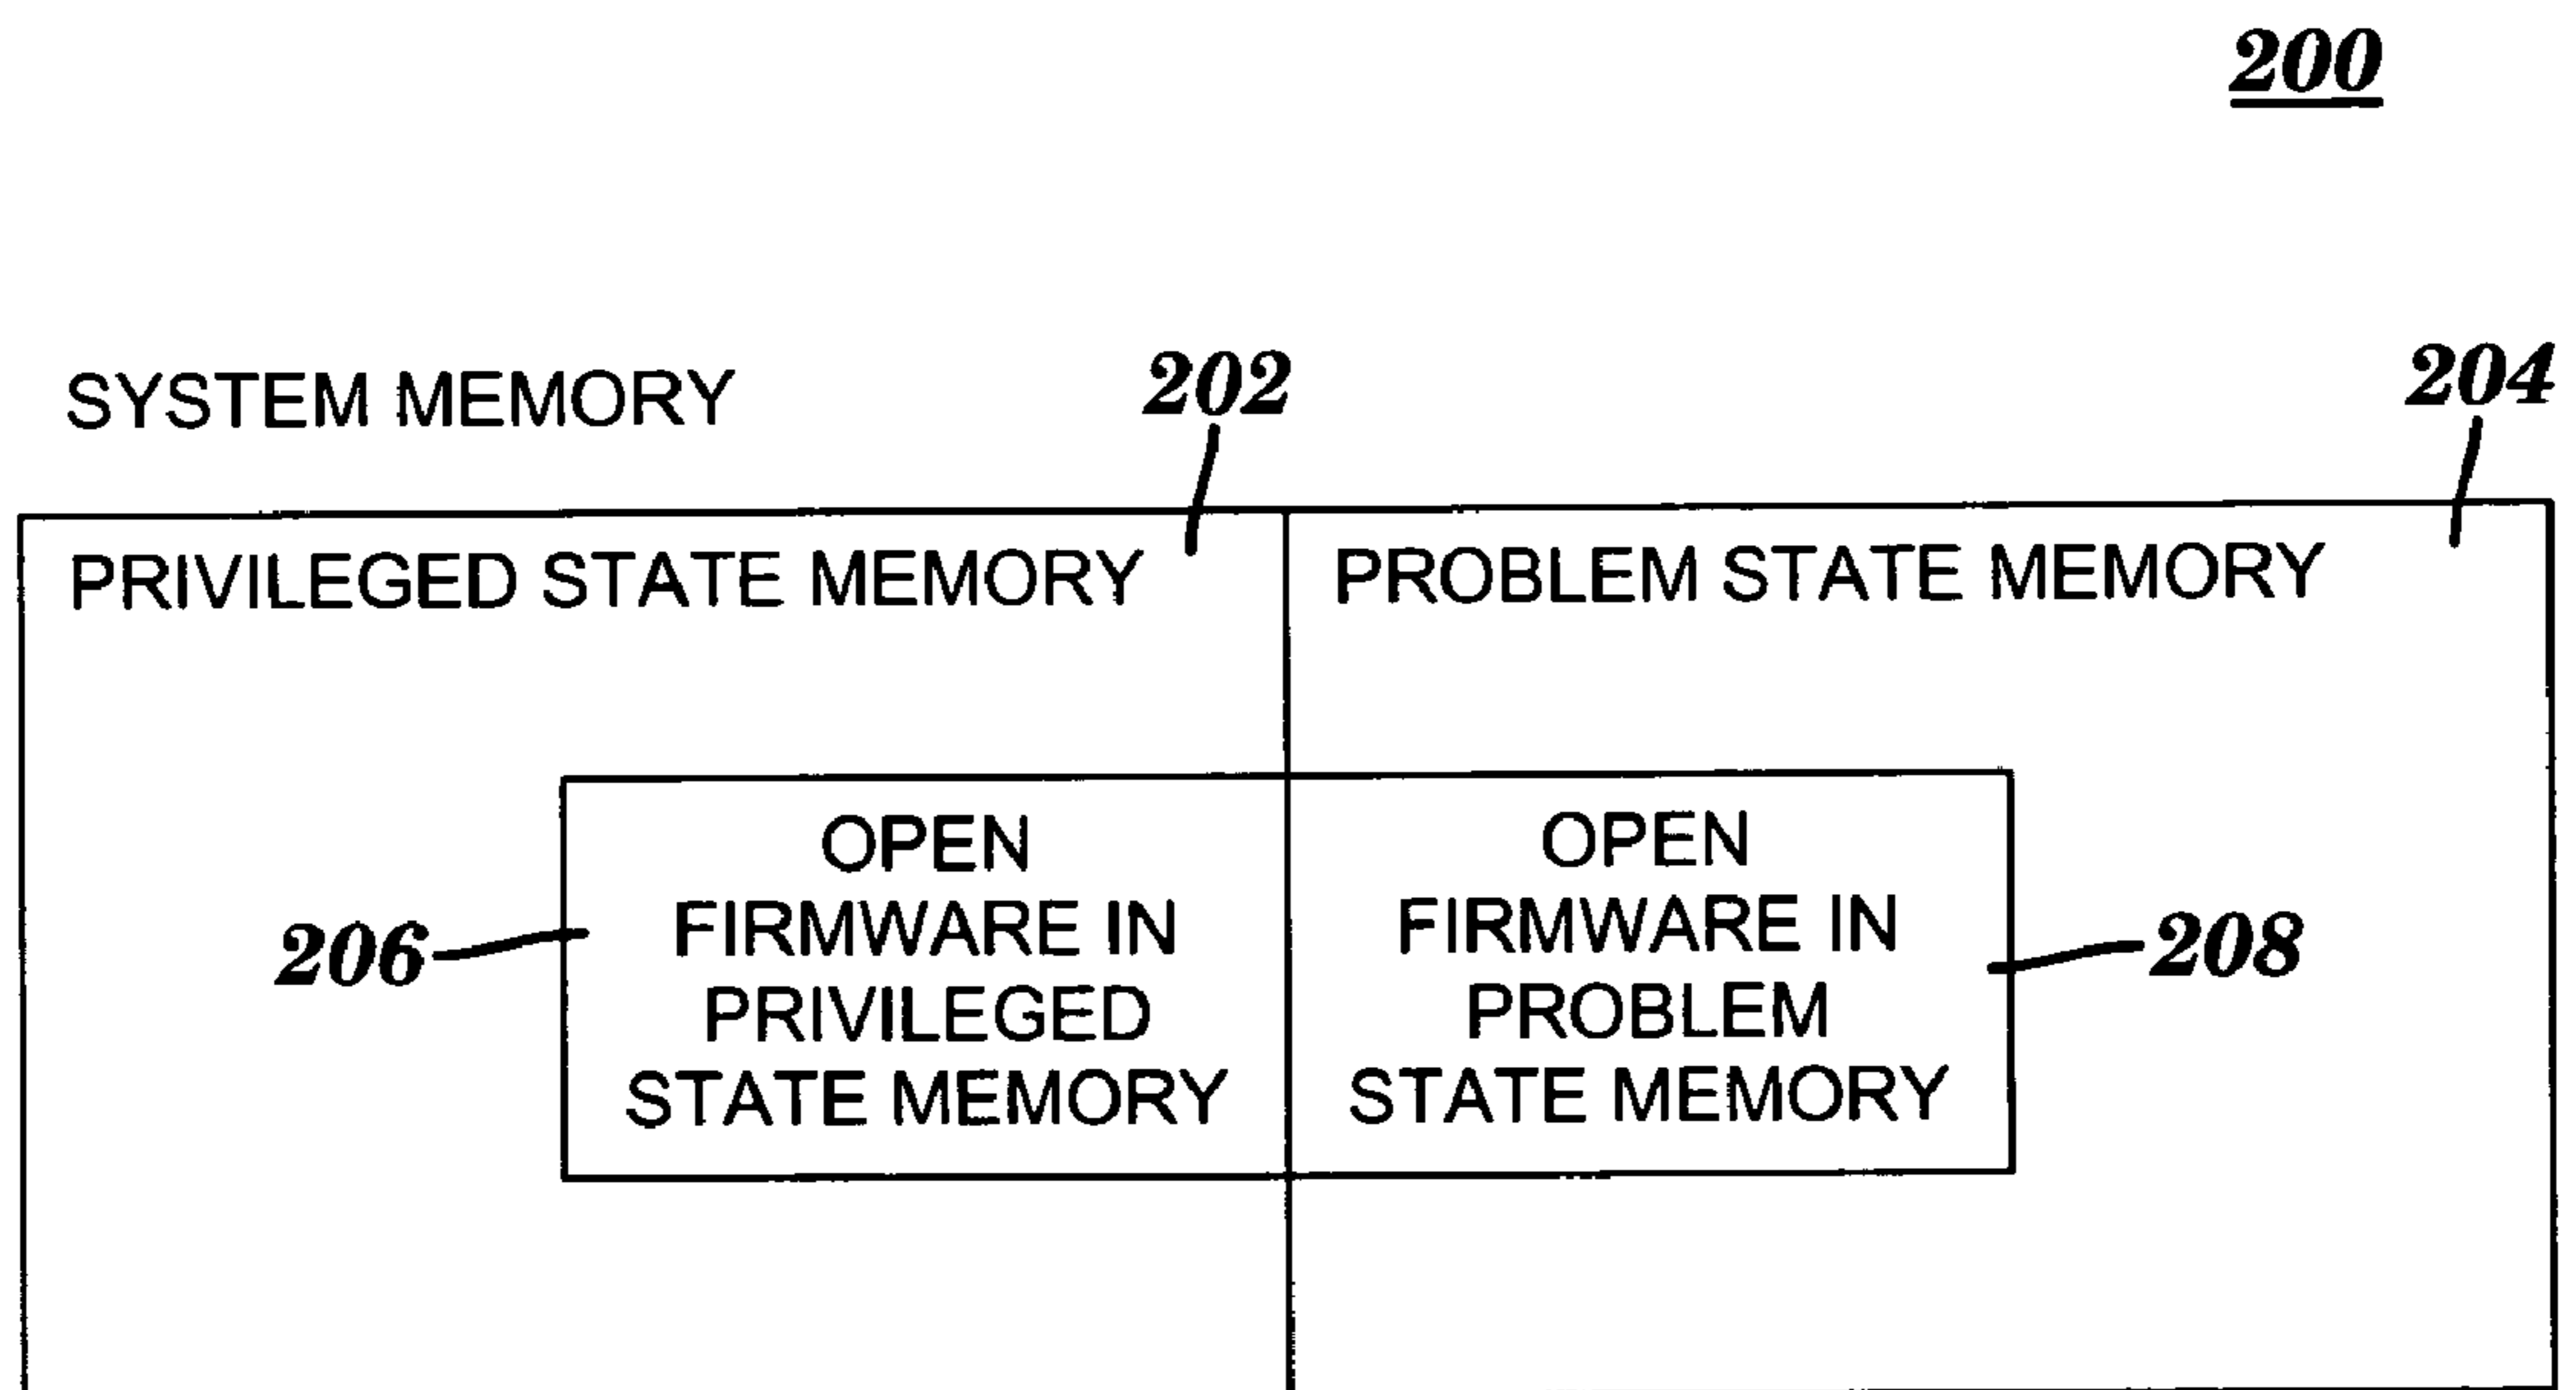 200
SYSTEM MEMORY
202
204
PRIVILEGED STATE MEMORY
PROBLEM STATE MEMORY
206
OPEN
FIRMWARE IN
PRIVILEGED
STATE MEMORY
OPEN
FIRMWARE IN
PROBLEM
STATE MEMORY
208